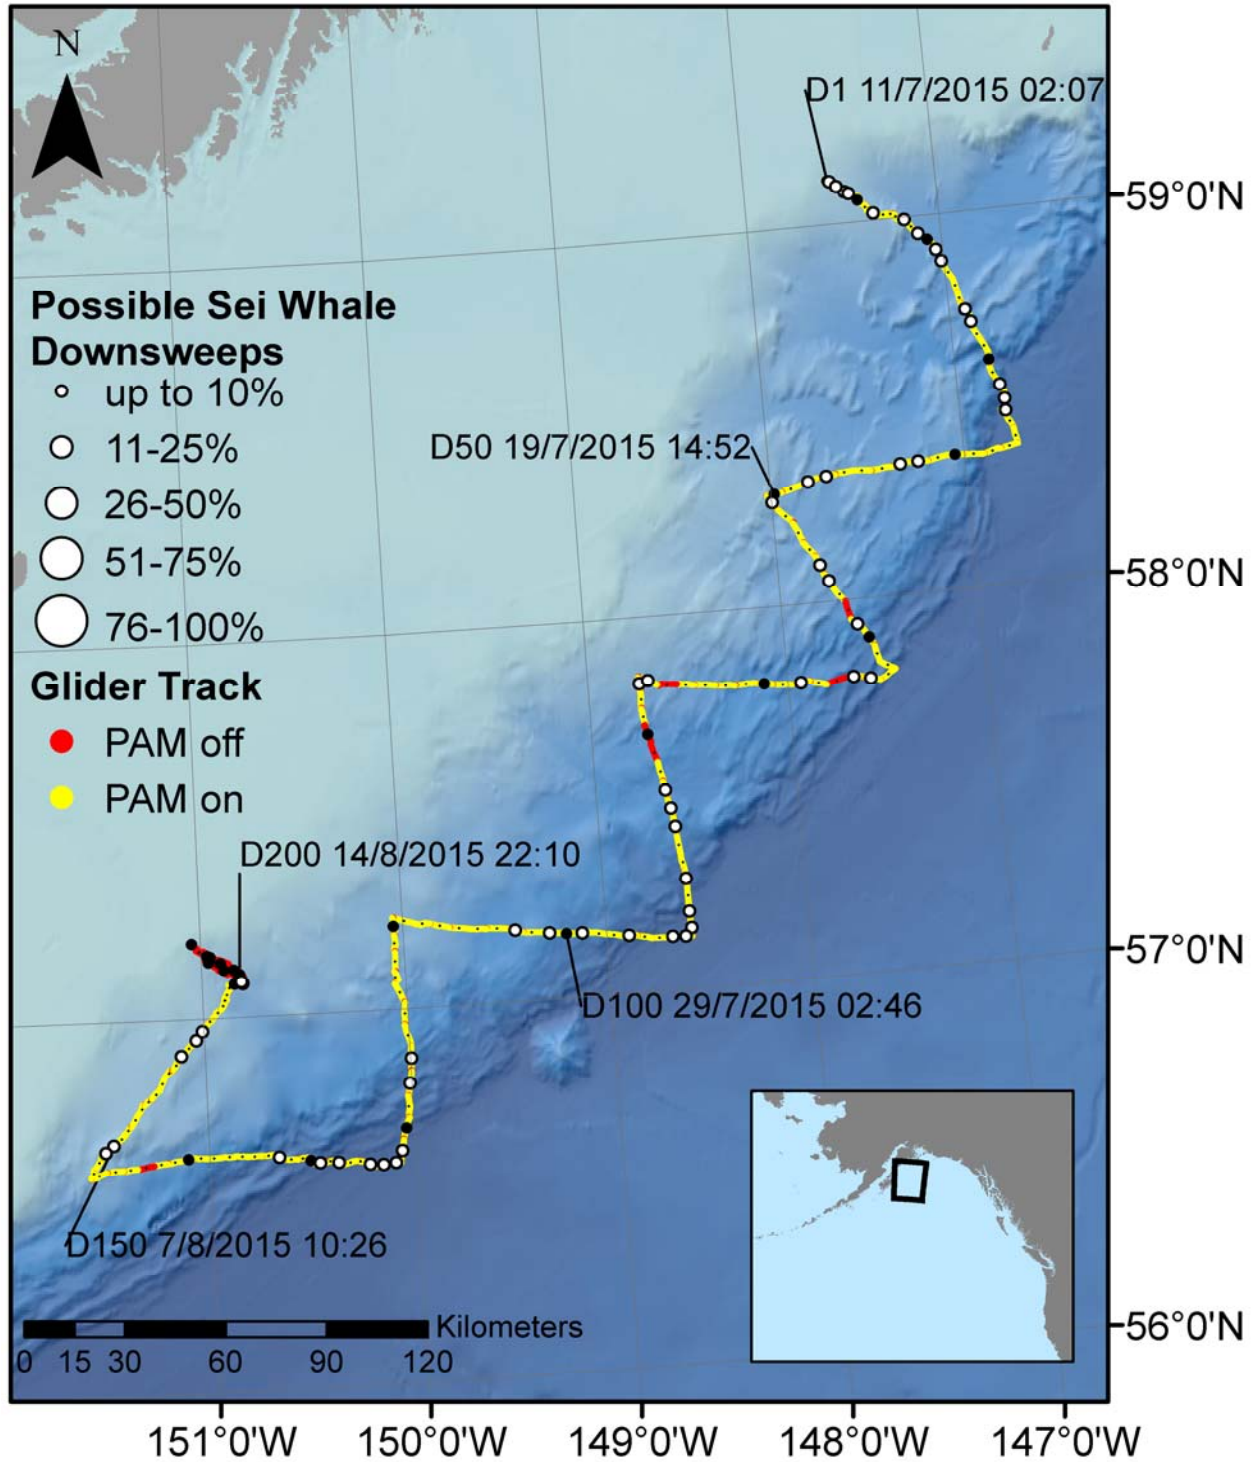 N
D1 11/7/2015 02:07
59°0'N
Possible Sei Whale
Downsweeps
up to 10%
11-25%
26-50%
51-75%
76-100%
D50 19/7/2015 14:52
58°0'N
Glider Track
PAM off
PAM on
D200 14/8/2015 22:10
57°0'N
D100 29/7/2015 02:46
D150 7/8/2015 10:26
56°0'N
Kilometers
0 15 30 60 90 120
151°0'W 150°0'W 149°0'W 148°0'W 147°0'W